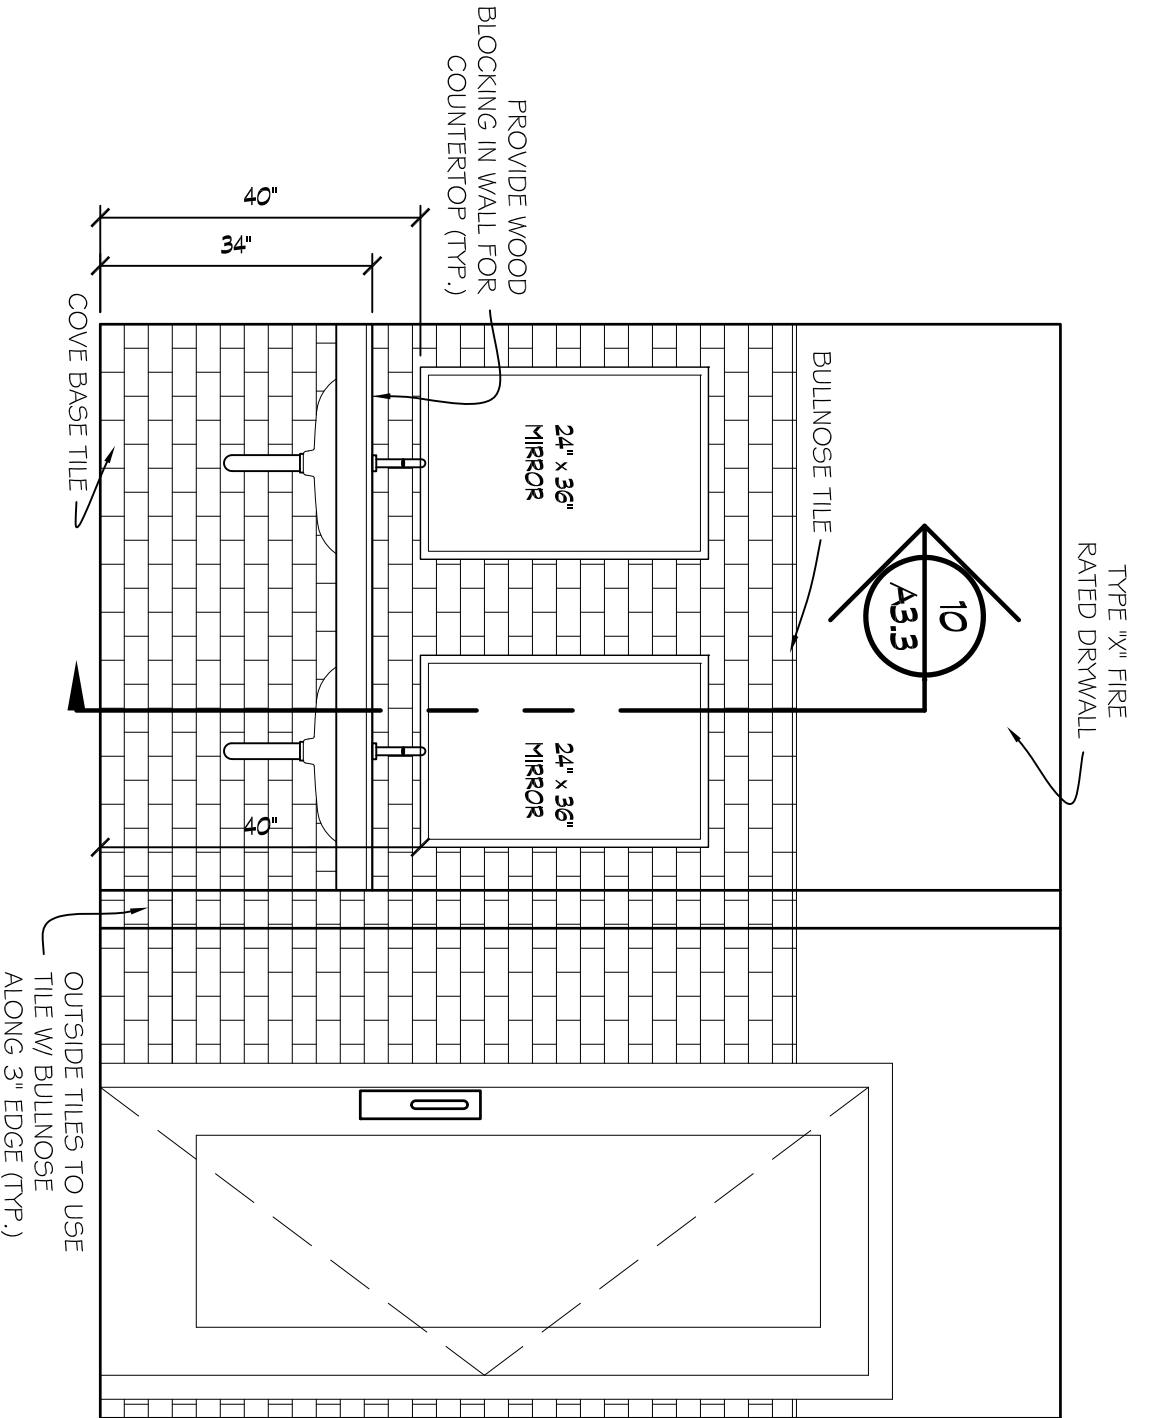 TYPE "X" FIRE
RATED DRYWALL
10
A3.3
BULLNOSE TILE
24" x 36"
MIRROR
24" x 36"
MIRROR
PROVIDE WOOD
BLOCKING IN WALL FOR
COUNTERTOP (TYP.)
40"
34"
40"
COVE BASE TILE
OUTSIDE TILES TO USE
TILE W/ BULLNOSE
ALONG 3" EDGE (TYP.)